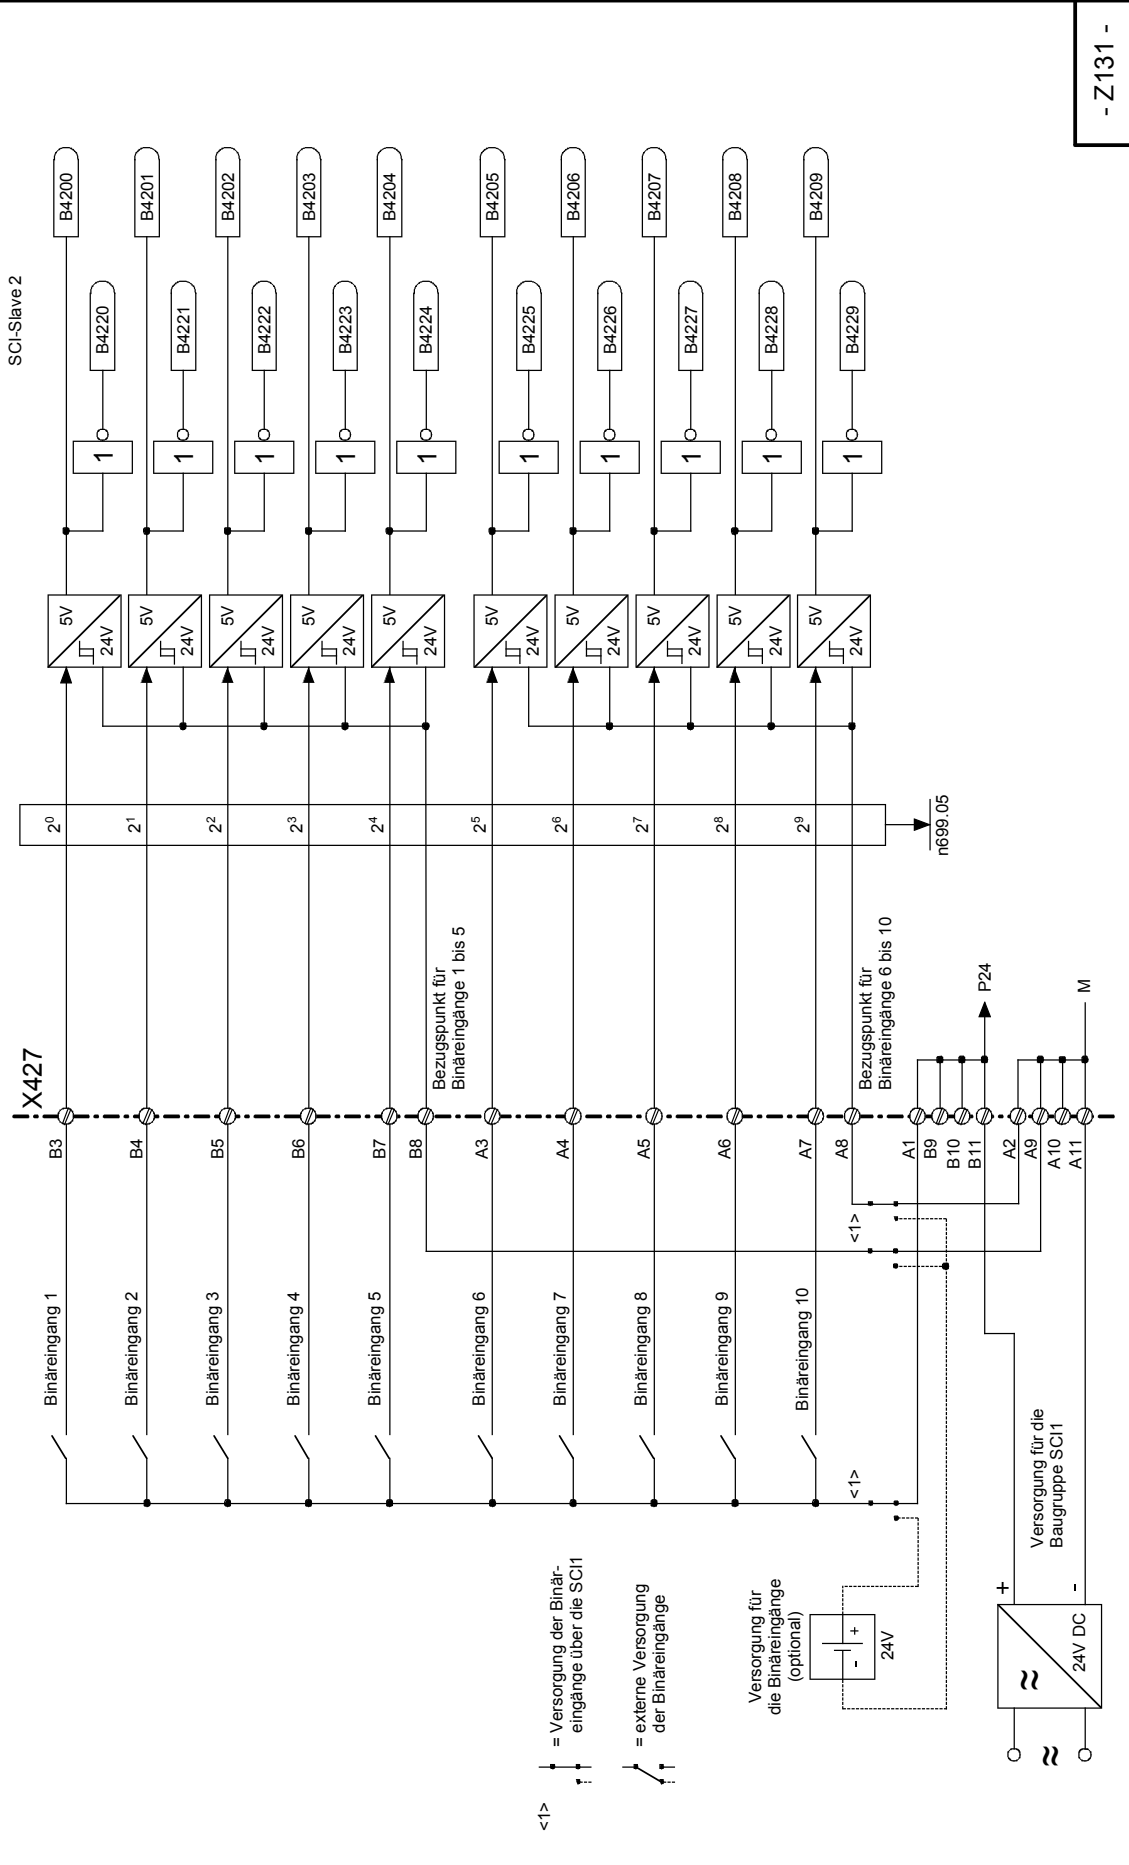 SCI-Slave 2
- Z131 -
X427
Binäreingang 1
B3
2⁰
5V
24V
1
B4200
B4220
Binäreingang 2
B4
2¹
5V
24V
1
B4201
B4221
Binäreingang 3
B5
2²
5V
24V
1
B4202
B4222
Binäreingang 4
B6
2³
5V
24V
1
B4203
B4223
Binäreingang 5
B7
2⁴
5V
24V
1
B4204
B4224
B8
Bezugspunkt für
Binäreingänge 1 bis 5
Binäreingang 6
A3
2⁵
5V
24V
1
B4205
B4225
Binäreingang 7
A4
2⁶
5V
24V
1
B4206
B4226
Binäreingang 8
A5
2⁷
5V
24V
1
B4207
B4227
Binäreingang 9
A6
2⁸
5V
24V
1
B4208
B4228
Binäreingang 10
A7
2⁹
5V
24V
1
B4209
B4229
A8
Bezugspunkt für
Binäreingänge 6 bis 10
n699.05
<1>
<1>
A1
B9
B10
B11
P24
A2
A9
A10
A11
M
<1>
= Versorgung der Binär-
eingänge über die SCI1
= externe Versorgung
der Binäreingänge
Versorgung für
die Binäreingänge
(optional)
- +
24V
Versorgung für die
Baugruppe SCI1
+
-
≈
24V DC
≈